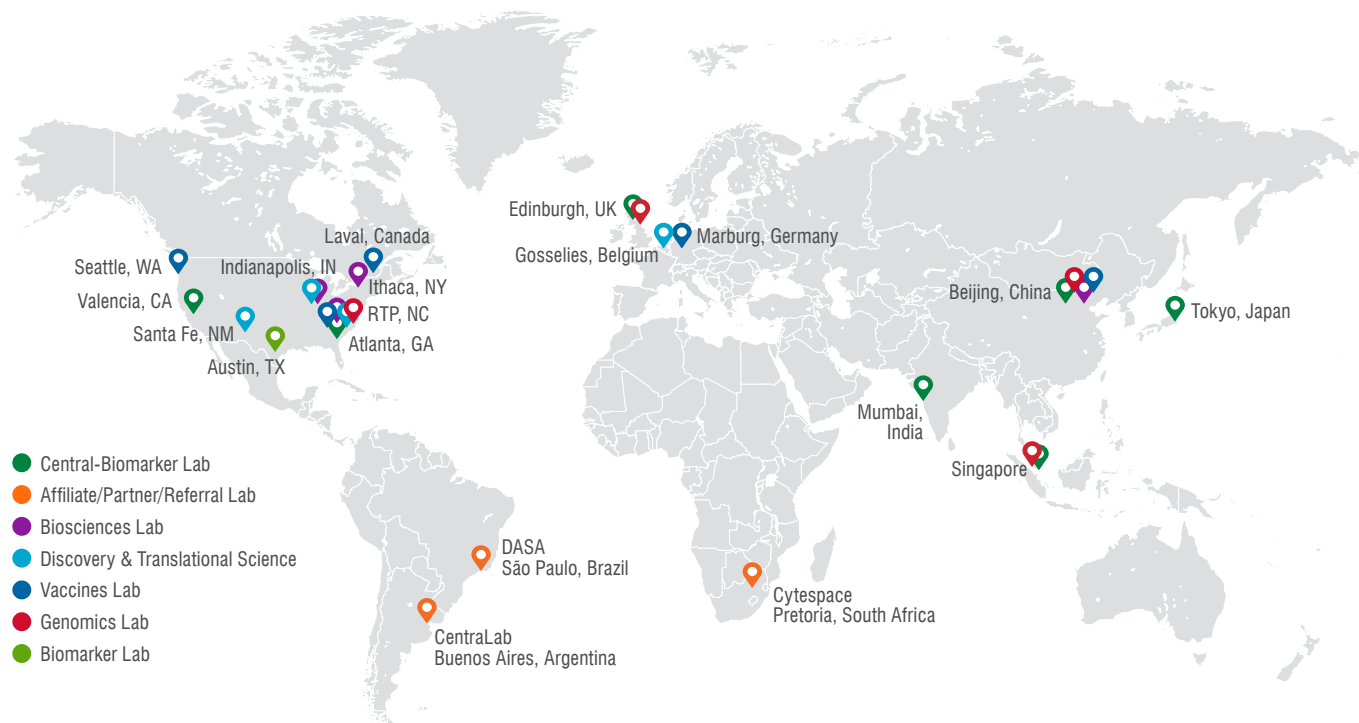 Edinburgh, UK
Gosselies, Belgium
Marburg, Germany
Laval, Canada
Seattle, WA
Indianapolis, IN
Ithaca, NY
Valencia, CA
RTP, NC
Santa Fe, NM
Atlanta, GA
Austin, TX
Beijing, China
Tokyo, Japan
Mumbai,
India
Singapore
Central-Biomarker Lab
Affiliate/Partner/Referral Lab
Biosciences Lab
Discovery & Translational Science
Vaccines Lab
Genomics Lab
Biomarker Lab
DASA
São Paulo, Brazil
CentraLab
Buenos Aires, Argentina
Cytespace
Pretoria, South Africa